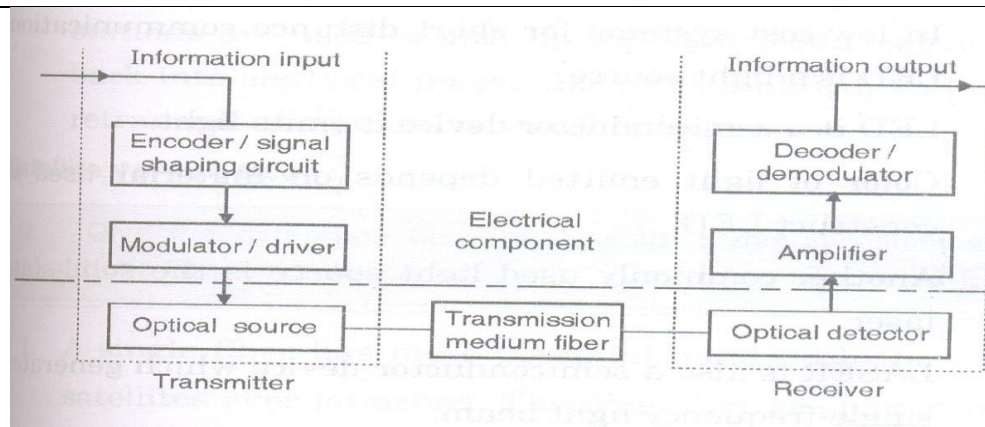 Information input
Encoder / signal
shaping circuit
Modulator / driver
Optical source
Transmitter
Electrical
component
Transmission
medium fiber
Information output
Decoder /
demodulator
Amplifier
Optical detector
Receiver